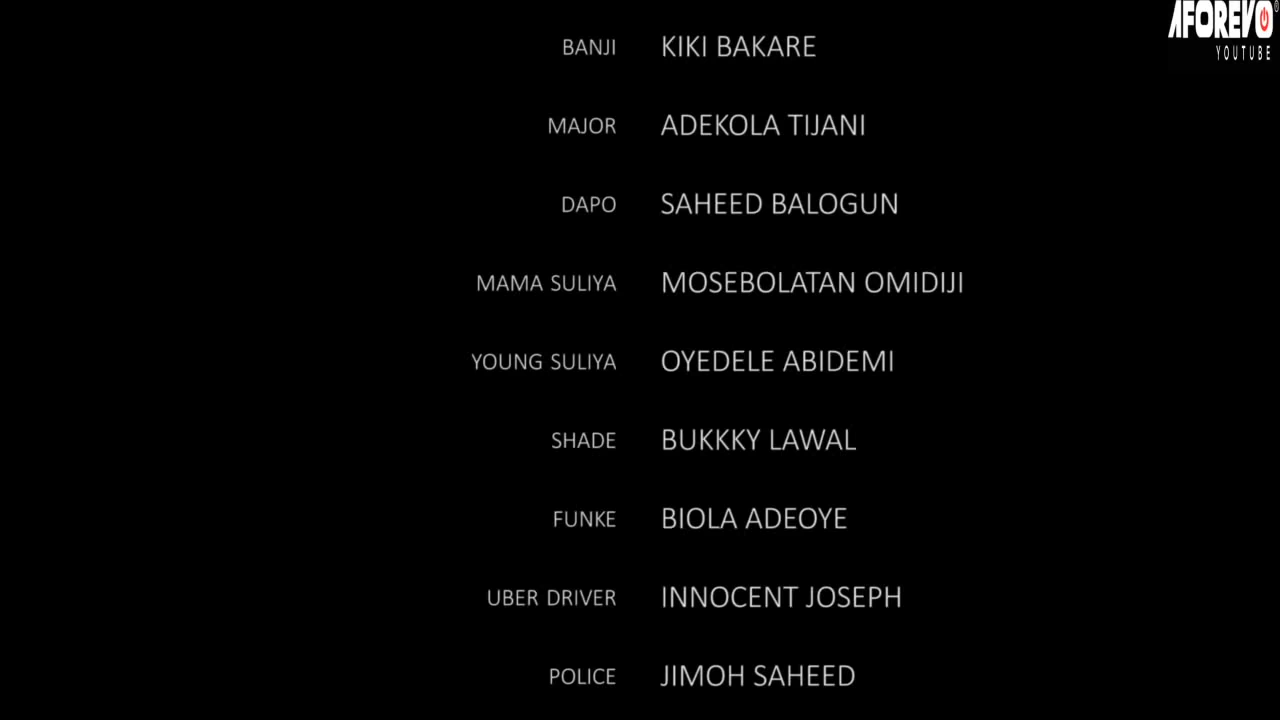 AFOREVO
YOUTUBE
BANJI KIKI BAKARE
MAJOR ADEKOLA TIJANI
DAPO SAHEED BALOGUN
MAMA SULIYA MOSEBOLATAN OMIDIJI
YOUNG SULIYA OYEDELE ABIDEMI
SHADE BUKKKY LAWAL
FUNKE BIOLA ADEOYE
UBER DRIVER INNOCENT JOSEPH
POLICE JIMOH SAHEED